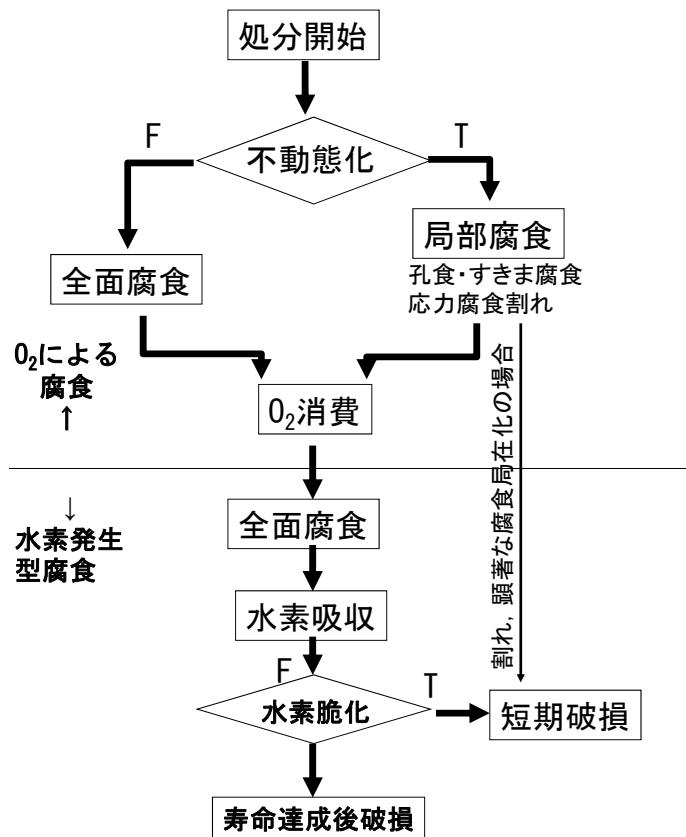 処分開始
F
T
不動態化
局部腐食
孔食・すきま腐食
応力腐食割れ
全面腐食
O₂による
腐食
↑
O₂消費
割れ，顕著な腐食局在化の場合
↓
水素発生
型腐食
全面腐食
水素吸収
F
T
水素脆化
短期破損
寿命達成後破損